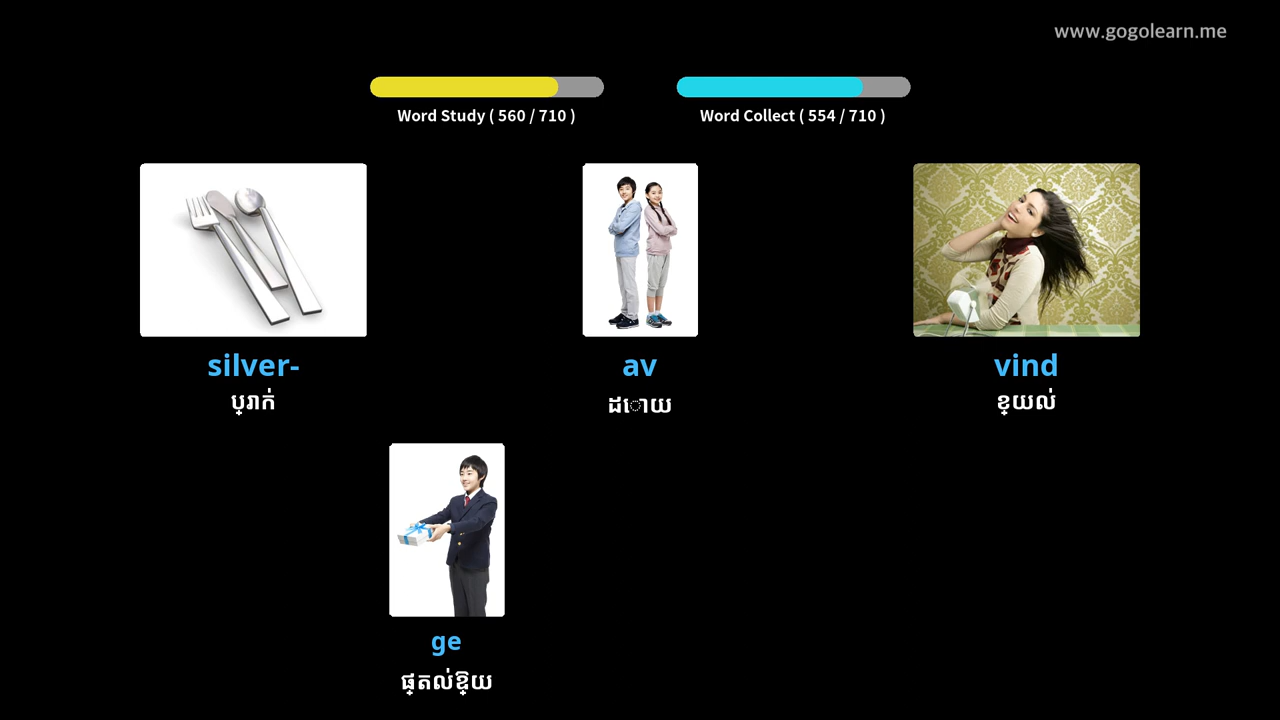 www.gogolearn.me
Word Study ( 560 / 710 )
Word Collect ( 554 / 710 )
silver-
ប្រាក់
av
ដោយ
vind
ខ្យល់
ge
ផ្តល់ឱ្យ